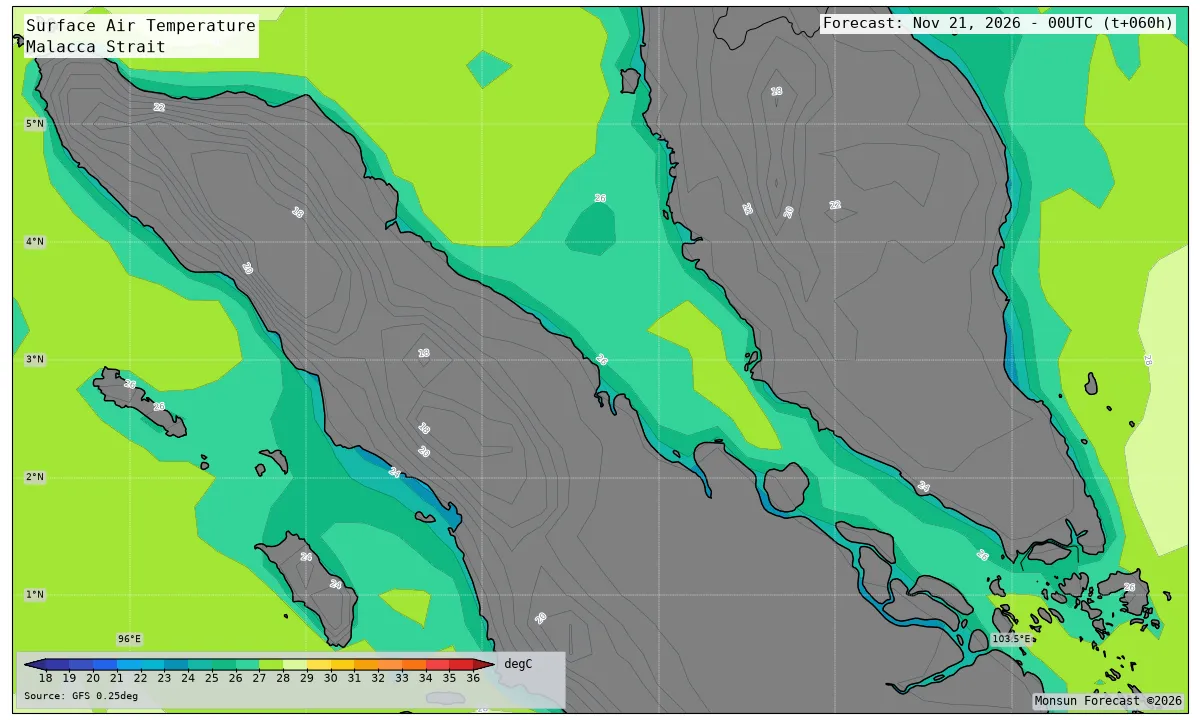 Surface Air Temperature
Malacca Strait
Forecast: Nov 21, 2026 - 00UTC (t+060h)
18
22
5°N
26
18
22
20
22
4°N
20
3°N
18
26
28
26
26
18
20
24
2°N
24
26
24
24
26
1°N
20
96°E
103.5°E
degC
18 19 20 21 22 23 24 25 26 27 28 29 30 31 32 33 34 35 36
Source: GFS 0.25deg
Monsun Forecast ©2026